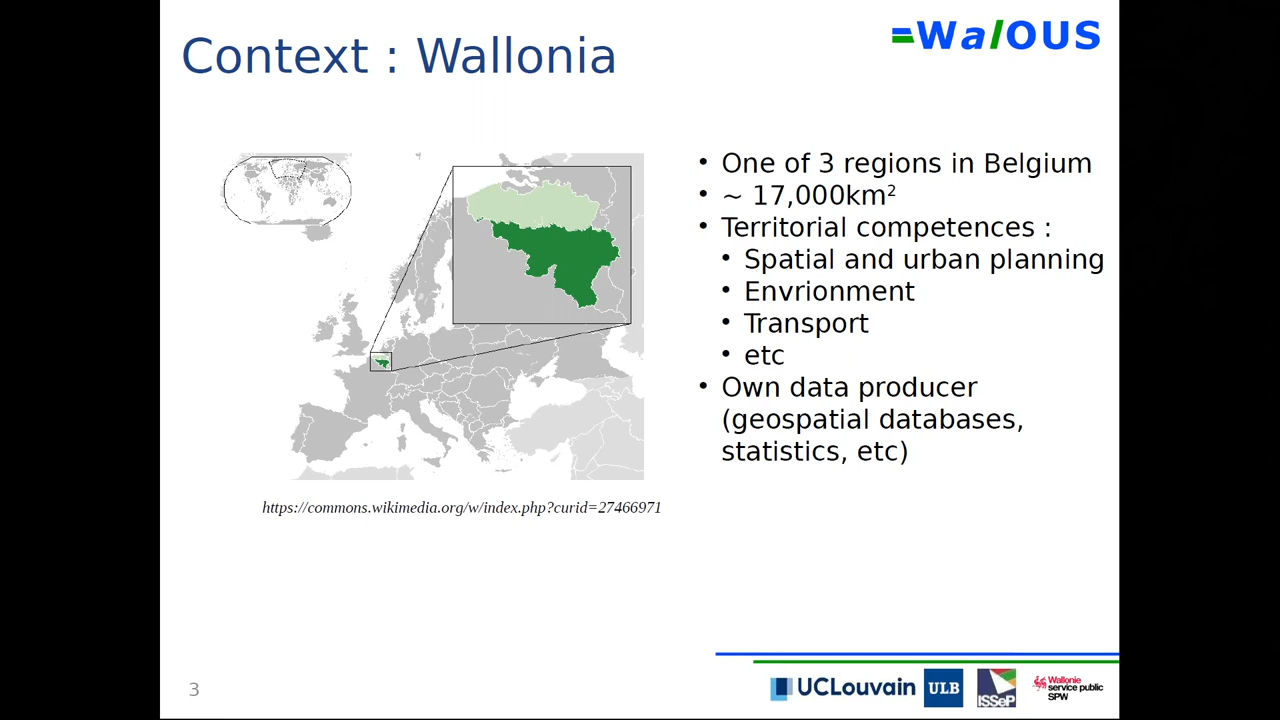 Context : Wallonia
WalOUS
• One of 3 regions in Belgium
• ~ 17,000km²
• Territorial competences :
• Spatial and urban planning
• Envrionment
• Transport
• etc
• Own data producer
(geospatial databases,
statistics, etc)
https://commons.wikimedia.org/w/index.php?curid=27466971
3
UCLouvain
ULB
ISSeP
Wallonie
service public
SPW